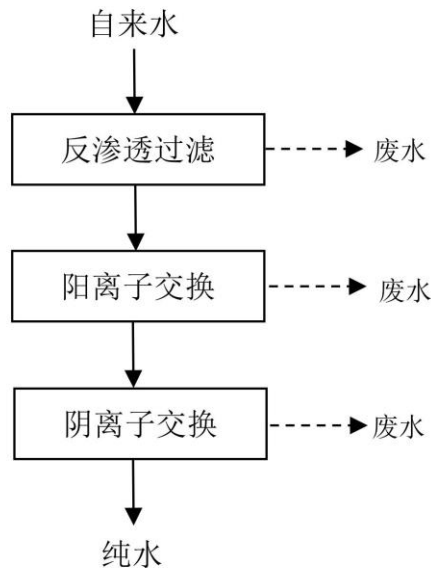 自来水
反渗透过滤
废水
阳离子交换
废水
阴离子交换
废水
纯水